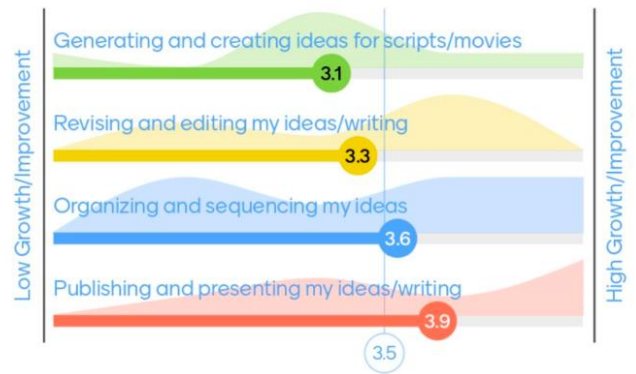 Low Growth/Improvement
Generating and creating ideas for scripts/movies
3.1
Revising and editing my ideas/writing
3.3
Organizing and sequencing my ideas
3.6
Publishing and presenting my ideas/writing
3.9
3.5
High Growth/Improvement